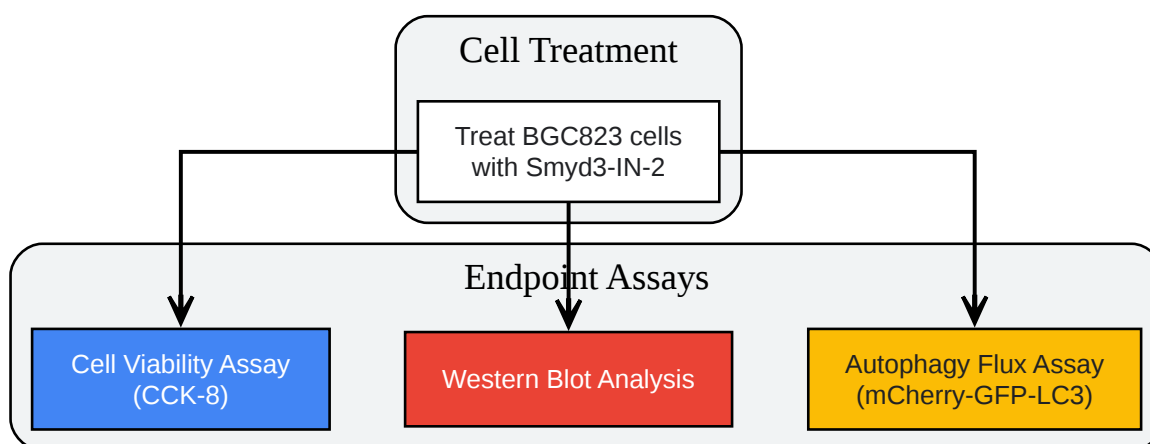 Cell Treatment
Treat BGC823 cells
with Smyd3-IN-2
Endpoint Assays
Cell Viability Assay
(CCK-8)
Western Blot Analysis
Autophagy Flux Assay
(mCherry-GFP-LC3)